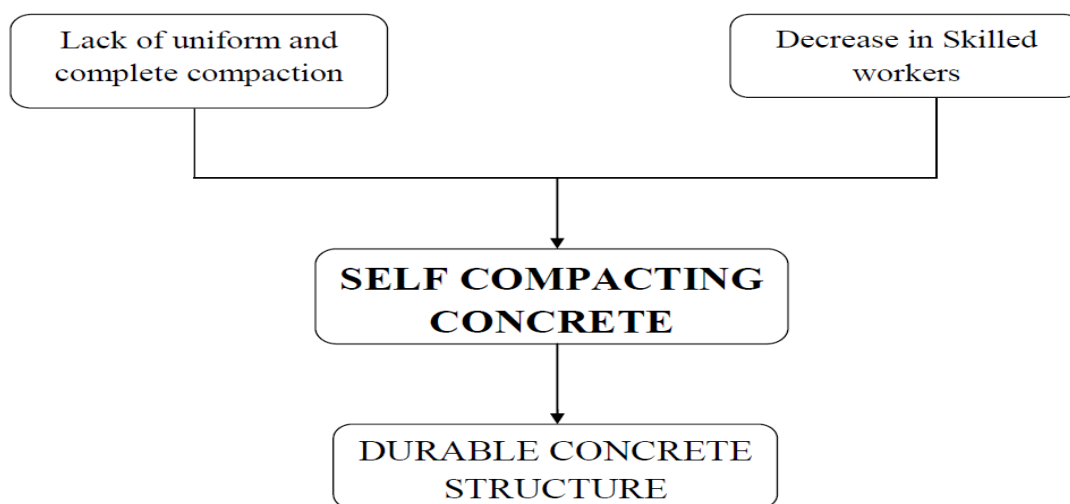 Lack of uniform and
complete compaction
Decrease in Skilled
workers
SELF COMPACTING
CONCRETE
DURABLE CONCRETE
STRUCTURE